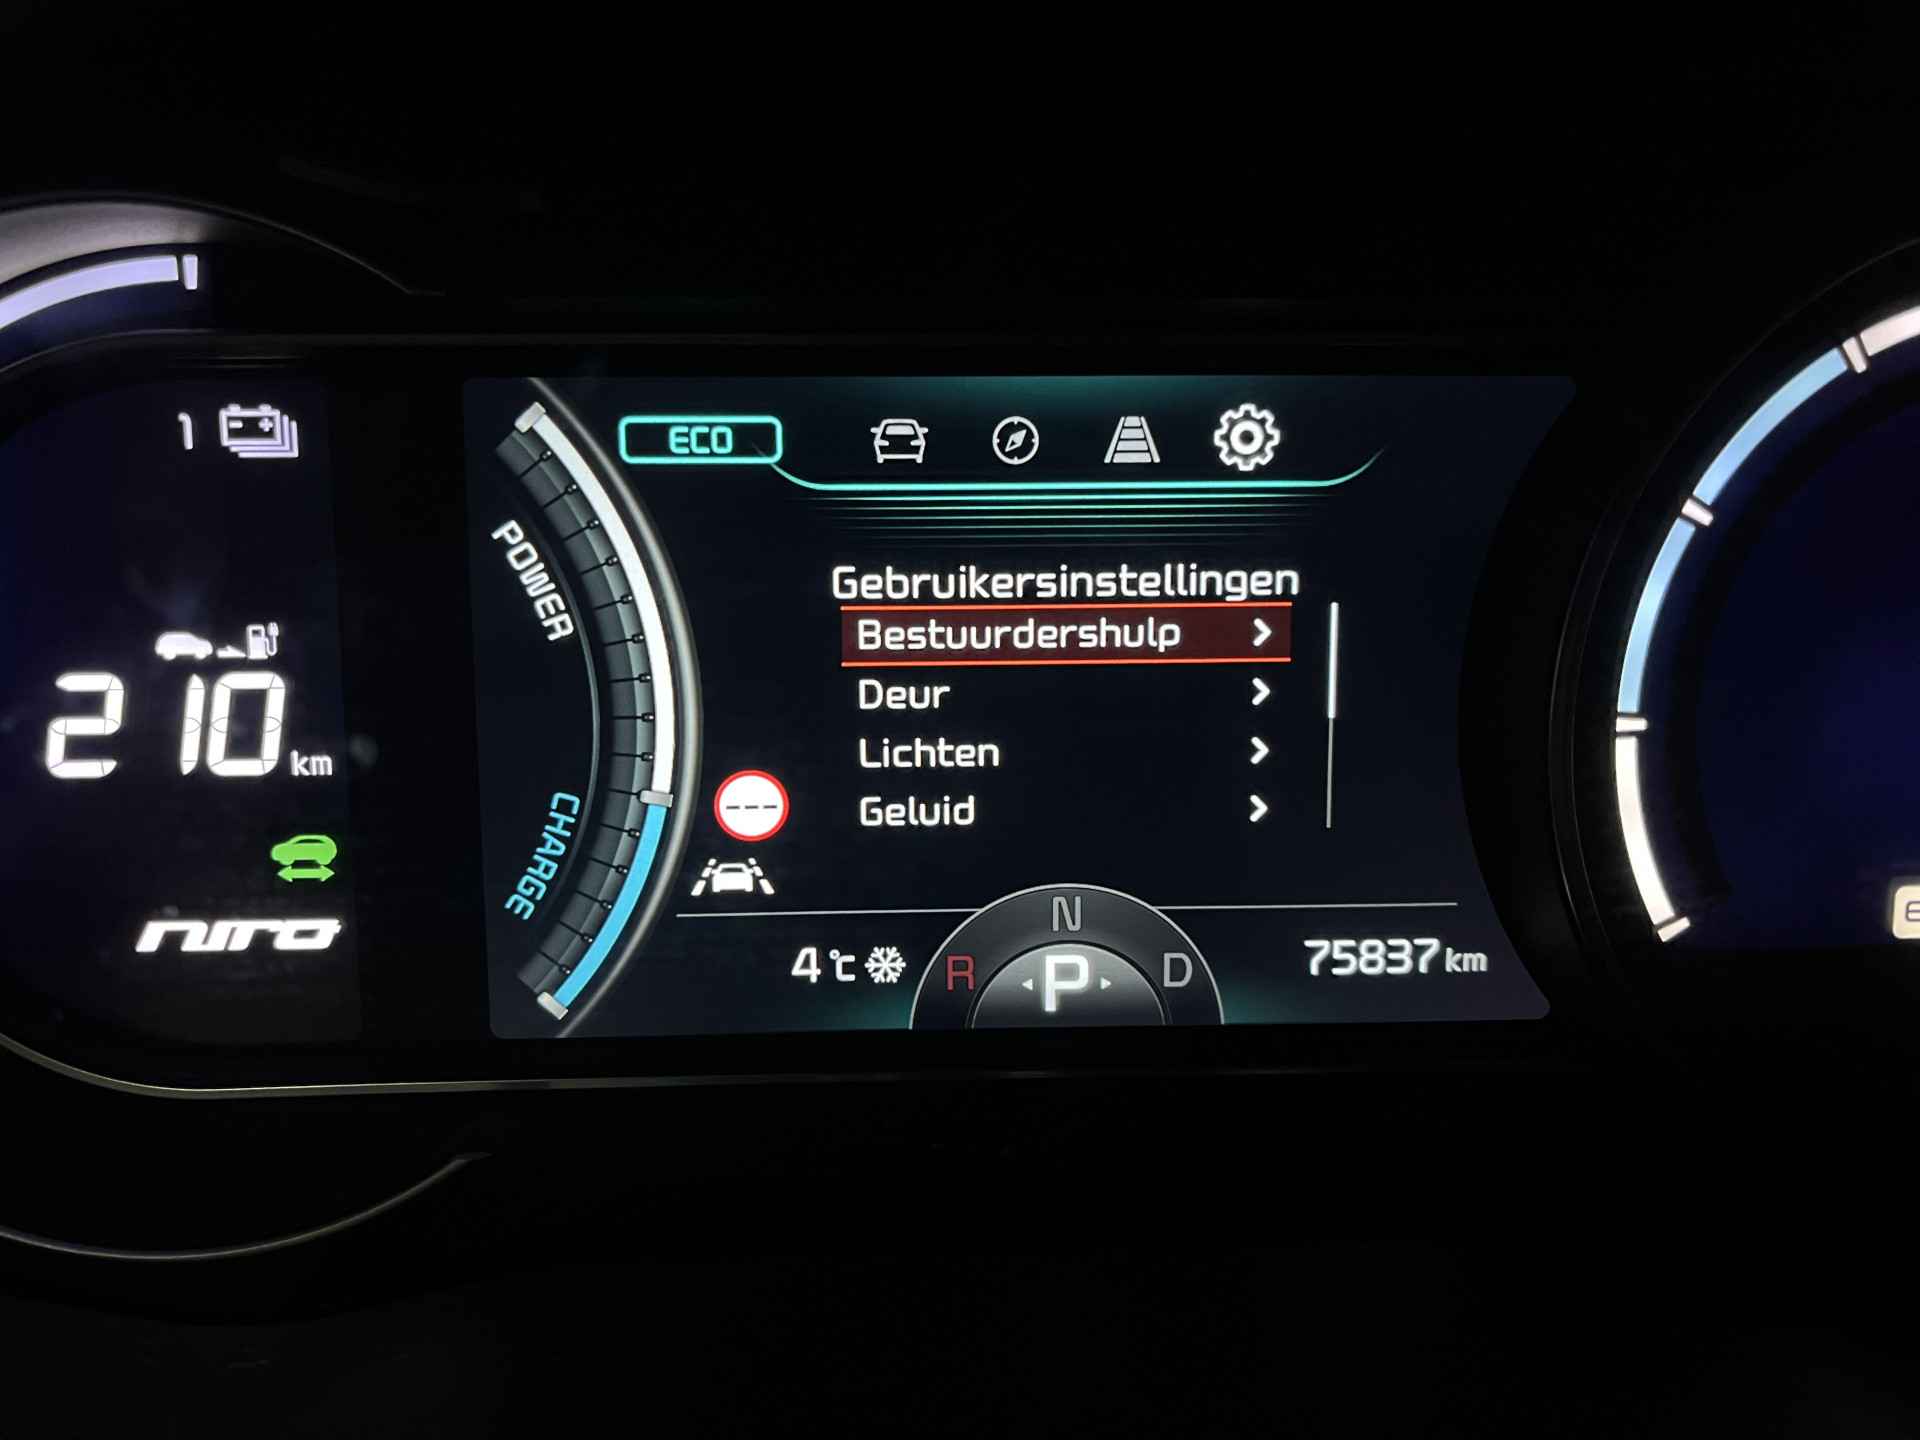 1
ECO
POWER
Gebruikersinstellingen
Bestuurdershulp
Deur
Lichten
Geluid
210 km
---
CHARGE
niro
N
4°C
R
P
D
75837 km